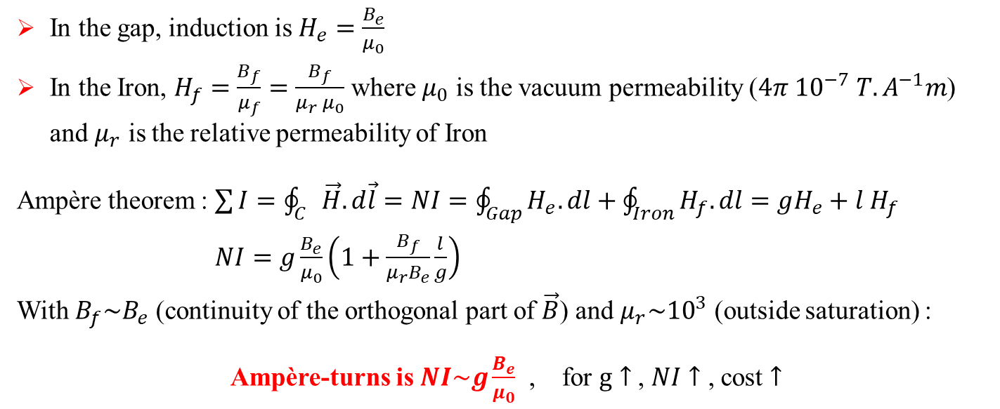 ➢ In the gap, induction is $H_e = \frac{B_e}{\mu_0}$
➢ In the Iron, $H_f = \frac{B_f}{\mu_f} = \frac{B_f}{\mu_r \mu_0}$ where $\mu_0$ is the vacuum permeability ($4\pi \, 10^{-7} \, T.A^{-1}m$)
and $\mu_r$ is the relative permeability of Iron
Ampère theorem : $\sum I = \oint_C \vec{H}.d\vec{l} = NI = \oint_{Gap} H_e.dl + \oint_{Iron} H_f.dl = gH_e + l \, H_f$
$NI = g\frac{B_e}{\mu_0}\left(1 + \frac{B_f}{\mu_r B_e}\frac{l}{g}\right)$
With $B_f \sim B_e$ (continuity of the orthogonal part of $\vec{B}$) and $\mu_r \sim 10^3$ (outside saturation) :
Ampère-turns is $NI \sim g\frac{B_e}{\mu_0}$ , for g ↑ , $NI$ ↑ , cost ↑